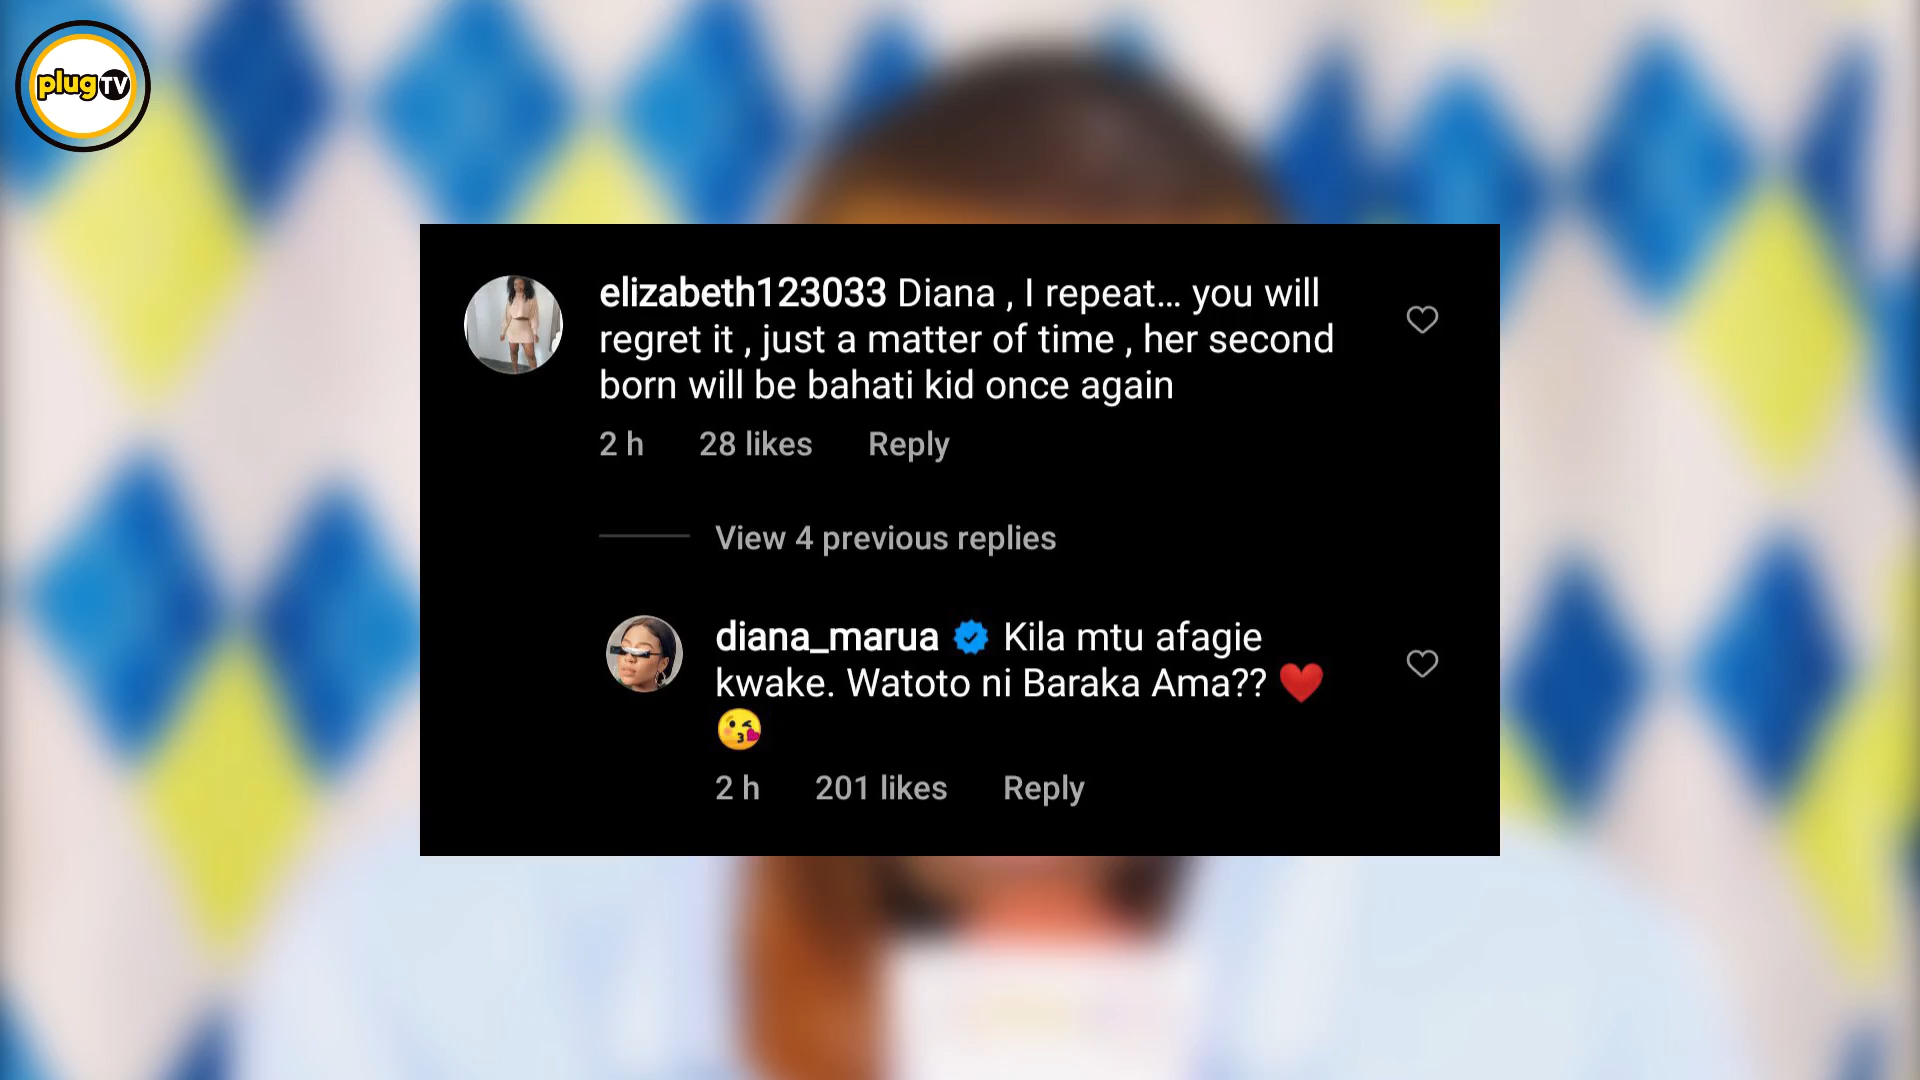 plug TV
elizabeth123033 Diana , I repeat... you will
regret it , just a matter of time , her second
born will be bahati kid once again
2 h 28 likes Reply
View 4 previous replies
diana_marua Kila mtu afagie
kwake. Watoto ni Baraka Ama?? ❤️
😘
2 h 201 likes Reply